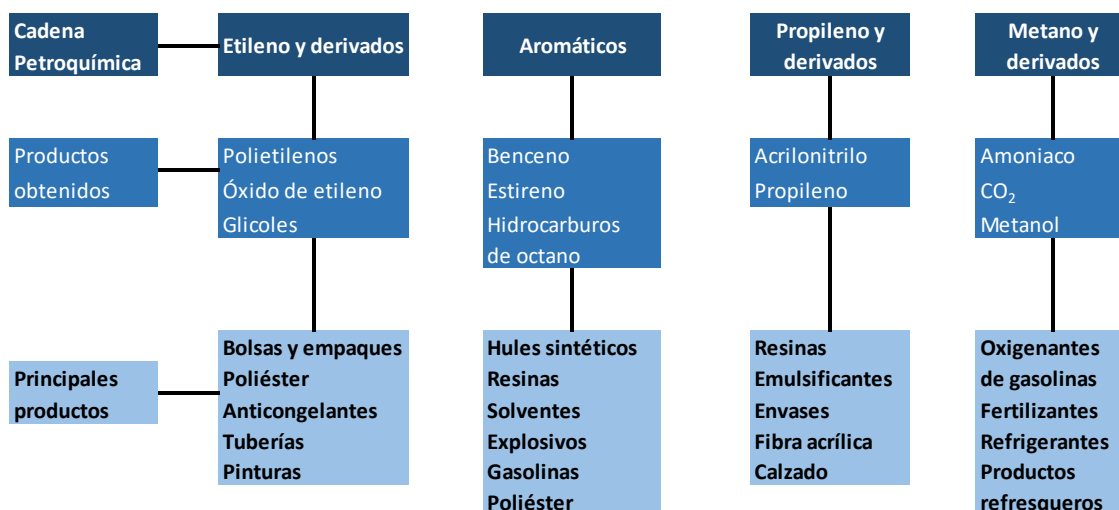 Cadena
Petroquímica
Etileno y derivados
Aromáticos
Propileno y
derivados
Metano y
derivados
Productos
obtenidos
Polietilenos
Óxido de etileno
Glicoles
Benceno
Estireno
Hidrocarburos
de octano
Acrilonitrilo
Propileno
Amoniaco
CO₂
Metanol
Principales
productos
Bolsas y empaques
Poliéster
Anticongelantes
Tuberías
Pinturas
Hules sintéticos
Resinas
Solventes
Explosivos
Gasolinas
Poliéster
Resinas
Emulsificantes
Envases
Fibra acrílica
Calzado
Oxigenantes
de gasolinas
Fertilizantes
Refrigerantes
Productos
refresqueros